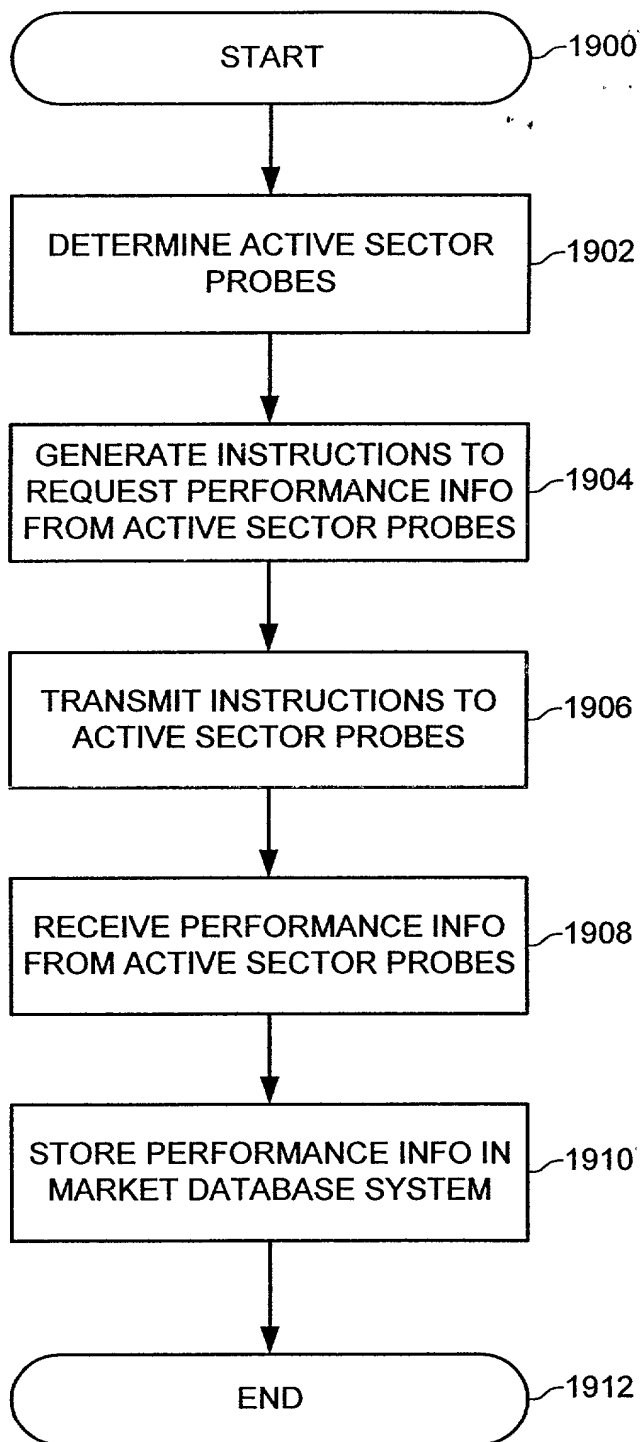 START
1900
DETERMINE ACTIVE SECTOR
PROBES
1902
GENERATE INSTRUCTIONS TO
REQUEST PERFORMANCE INFO
FROM ACTIVE SECTOR PROBES
1904
TRANSMIT INSTRUCTIONS TO
ACTIVE SECTOR PROBES
1906
RECEIVE PERFORMANCE INFO
FROM ACTIVE SECTOR PROBES
1908
STORE PERFORMANCE INFO IN
MARKET DATABASE SYSTEM
1910
END
1912